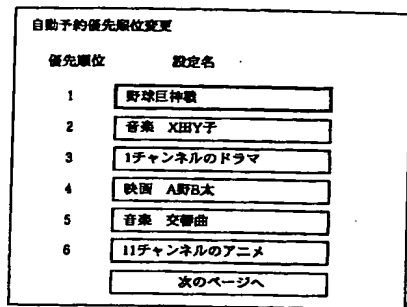 自動予約優先順位変更
優先順位 設定名
1 野球巨神戦
2 音楽 X田Y子
3 1チャンネルのドラマ
4 映画 A野B太
5 音楽 交響曲
6 11チャンネルのアニメ
次のページへ